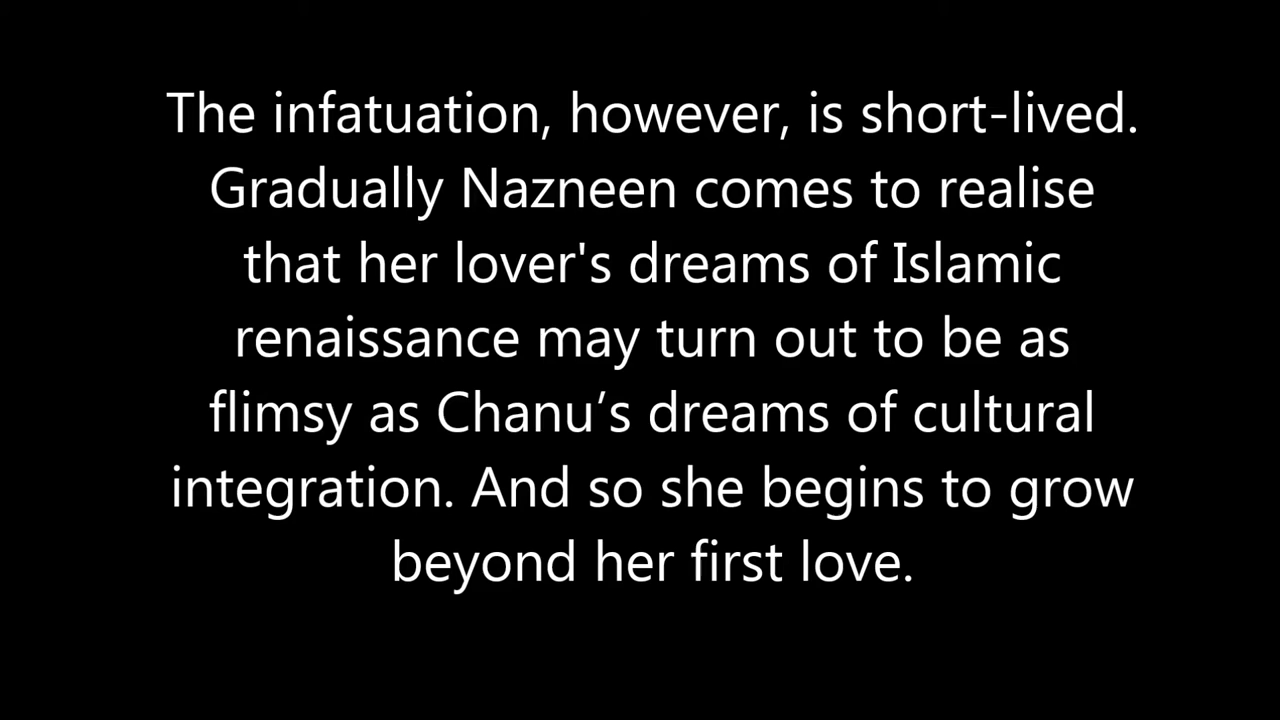 The infatuation, however, is short-lived.
Gradually Nazneen comes to realise
that her lover's dreams of Islamic
renaissance may turn out to be as
flimsy as Chanu’s dreams of cultural
integration. And so she begins to grow
beyond her first love.